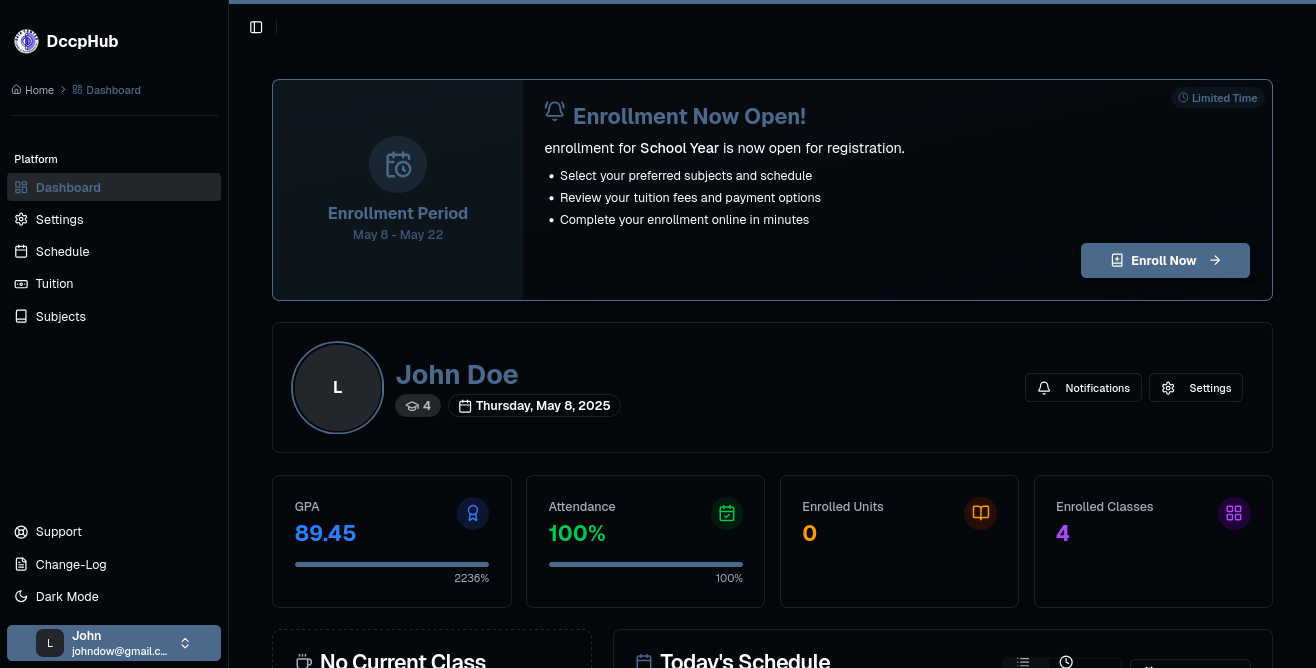 DccpHub
Home > Dashboard
Platform
Dashboard
Settings
Schedule
Tuition
Subjects
Support
Change-Log
Dark Mode
L
John
johndow@gmail.c...
Enrollment Period
May 8 - May 22
Limited Time
Enrollment Now Open!
enrollment for School Year is now open for registration.
• Select your preferred subjects and schedule
• Review your tuition fees and payment options
• Complete your enrollment online in minutes
Enroll Now
L
John Doe
4
Thursday, May 8, 2025
Notifications
Settings
GPA
89.45
2236%
Attendance
100%
100%
Enrolled Units
0
Enrolled Classes
4
No Current Class
Today's Schedule